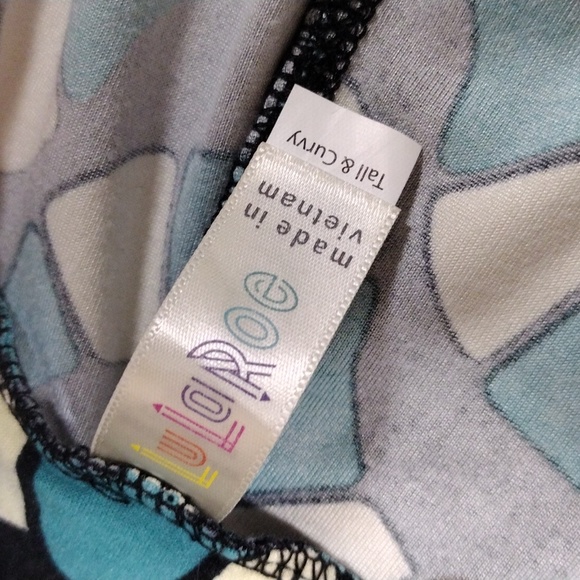 LuLaRoe
made in
vietnam
Tall & Curvy